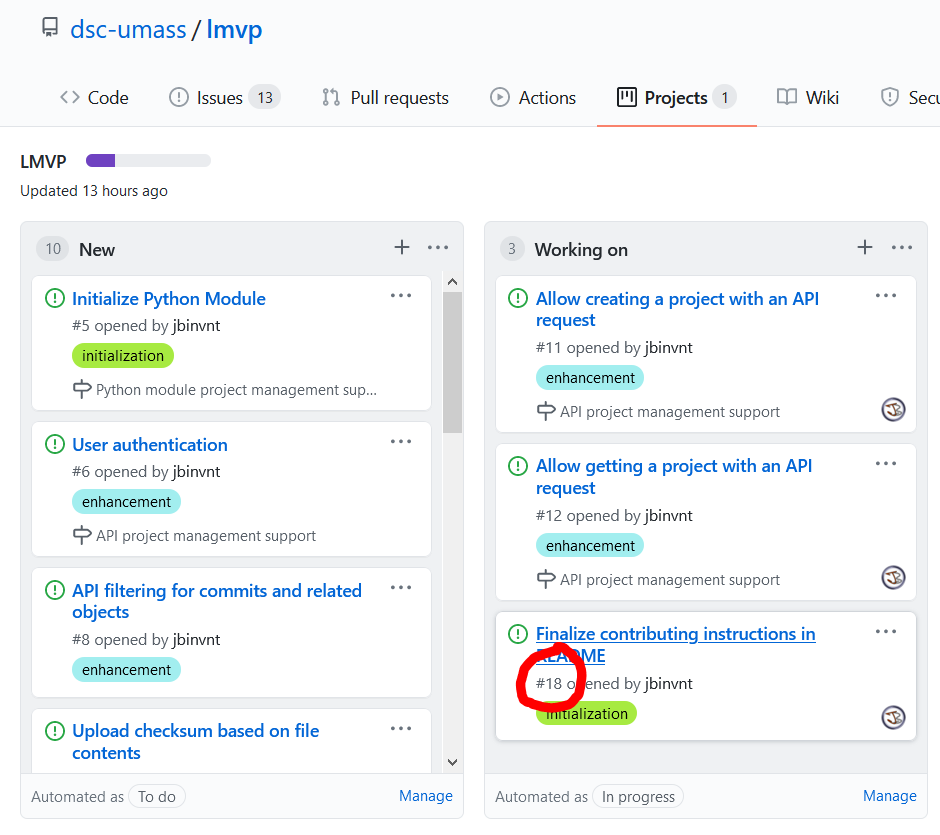 dsc-umass / lmvp
Code Issues 13 Pull requests Actions Projects 1 Wiki Secu
LMVP
Updated 13 hours ago
10 New
Initialize Python Module
#5 opened by jbinvnt
initialization
Python module project management sup...
User authentication
#6 opened by jbinvnt
enhancement
API project management support
API filtering for commits and related
objects
#8 opened by jbinvnt
enhancement
Upload checksum based on file
contents
Automated as To do Manage
3 Working on
Allow creating a project with an API
request
#11 opened by jbinvnt
enhancement
API project management support
Allow getting a project with an API
request
#12 opened by jbinvnt
enhancement
API project management support
Finalize contributing instructions in
README
#18 opened by jbinvnt
initialization
Automated as In progress Manage